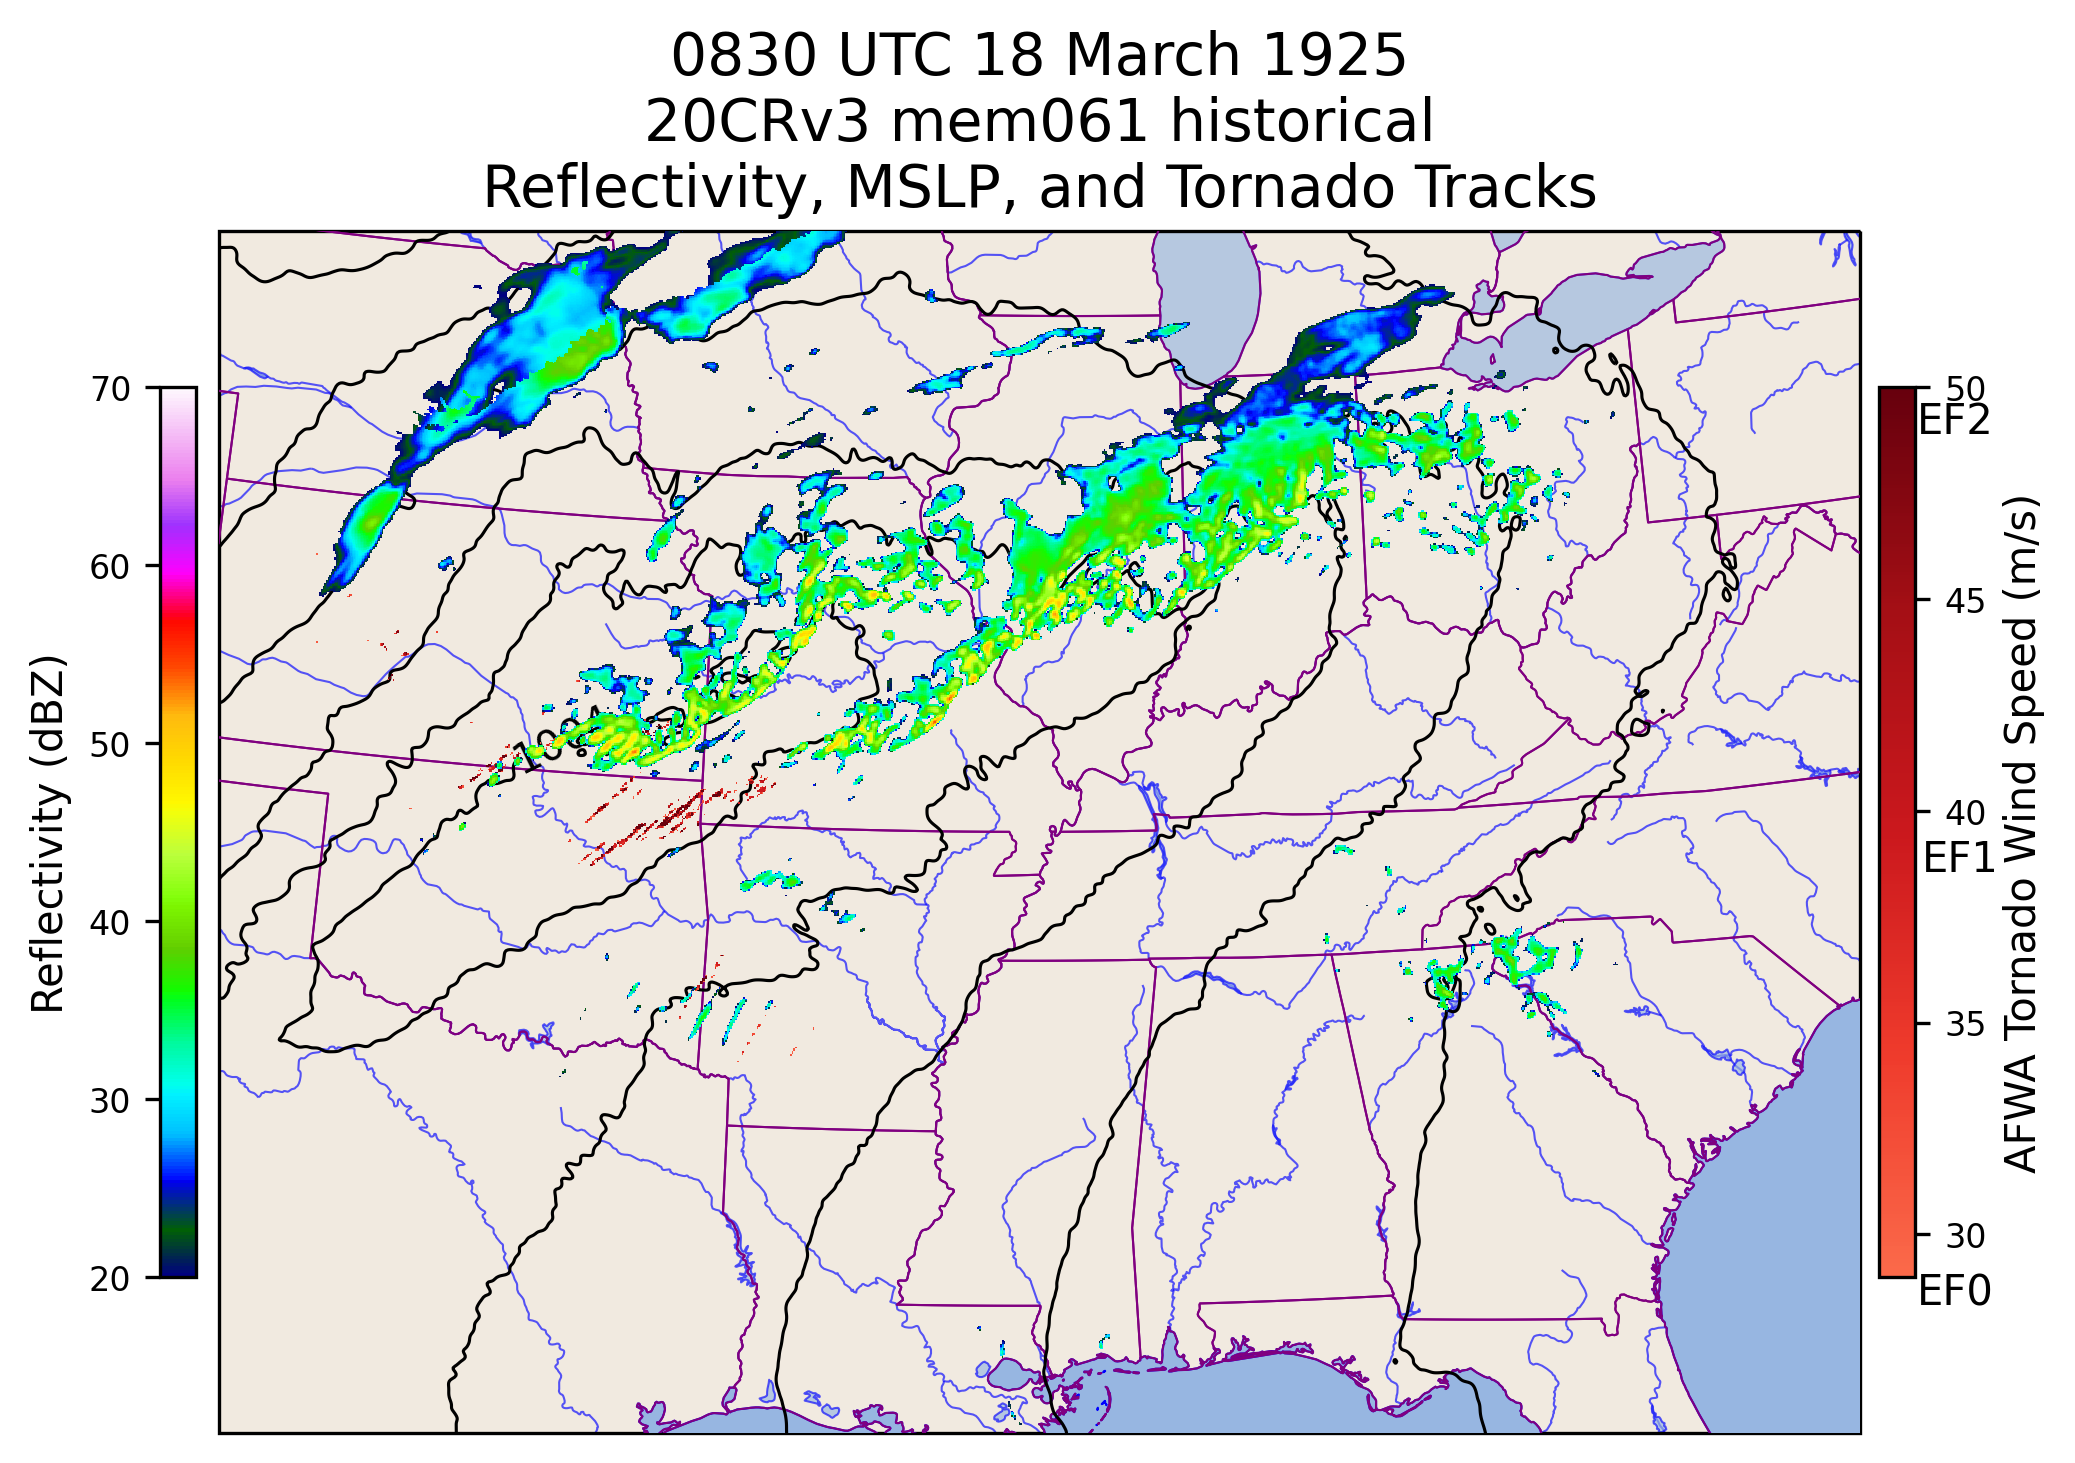 0830 UTC 18 March 1925
20CRv3 mem061 historical
Reflectivity, MSLP, and Tornado Tracks
Reflectivity (dBZ)
70
60
50
40
30
20
50
EF2
45
40
EF1
35
30
EF0
AFWA Tornado Wind Speed (m/s)